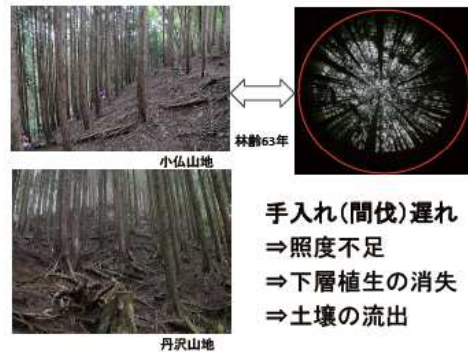 小仏山地
林齢63年
手入れ(間伐)遅れ
⇒照度不足
⇒下層植生の消失
⇒土壌の流出
丹沢山地